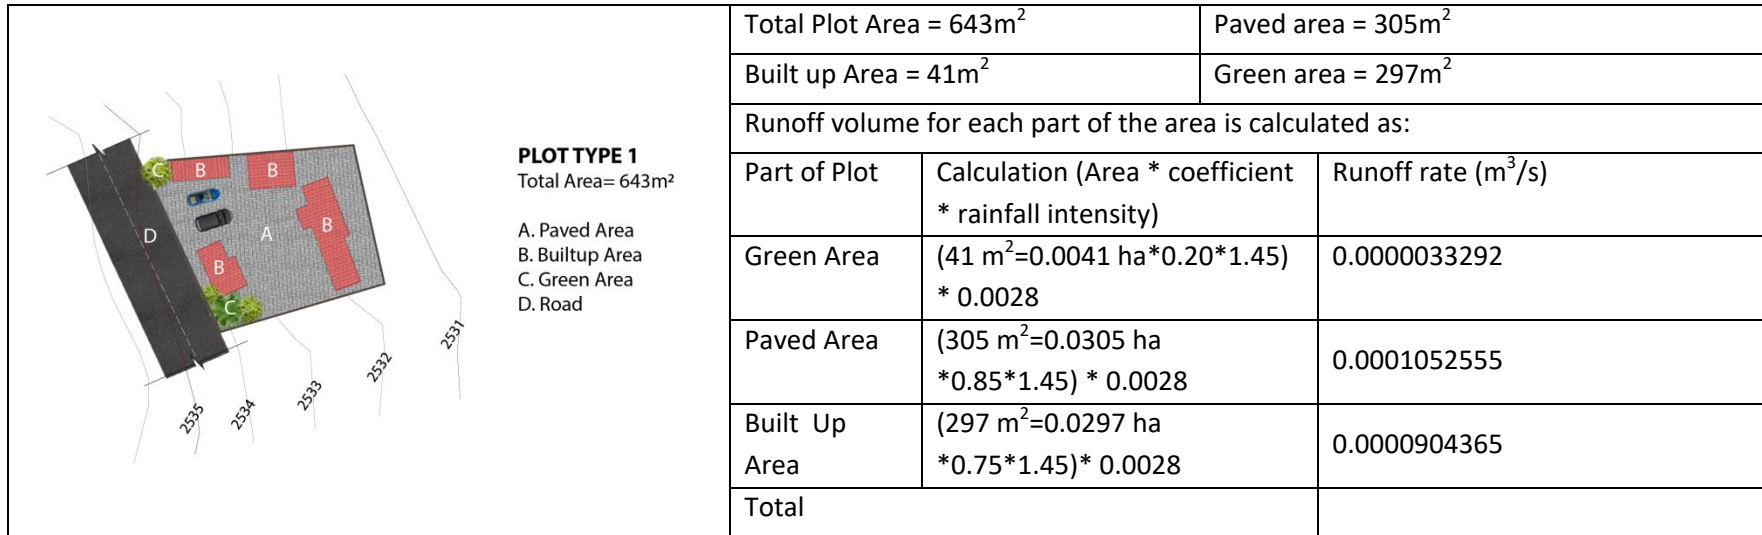 C
B
B
D
A
B
B
C
2535
2534
2533
2532
2531
PLOT TYPE 1
Total Area= 643m²
A. Paved Area
B. Builtup Area
C. Green Area
D. Road
Total Plot Area = 643m²
Paved area = 305m²
Built up Area = 41m²
Green area = 297m²
Runoff volume for each part of the area is calculated as:
Part of Plot
Calculation (Area * coefficient
* rainfall intensity)
Runoff rate (m³/s)
Green Area
(41 m²=0.0041 ha*0.20*1.45)
* 0.0028
0.0000033292
Paved Area
(305 m²=0.0305 ha
*0.85*1.45) * 0.0028
0.0001052555
Built Up
Area
(297 m²=0.0297 ha
*0.75*1.45)* 0.0028
0.0000904365
Total